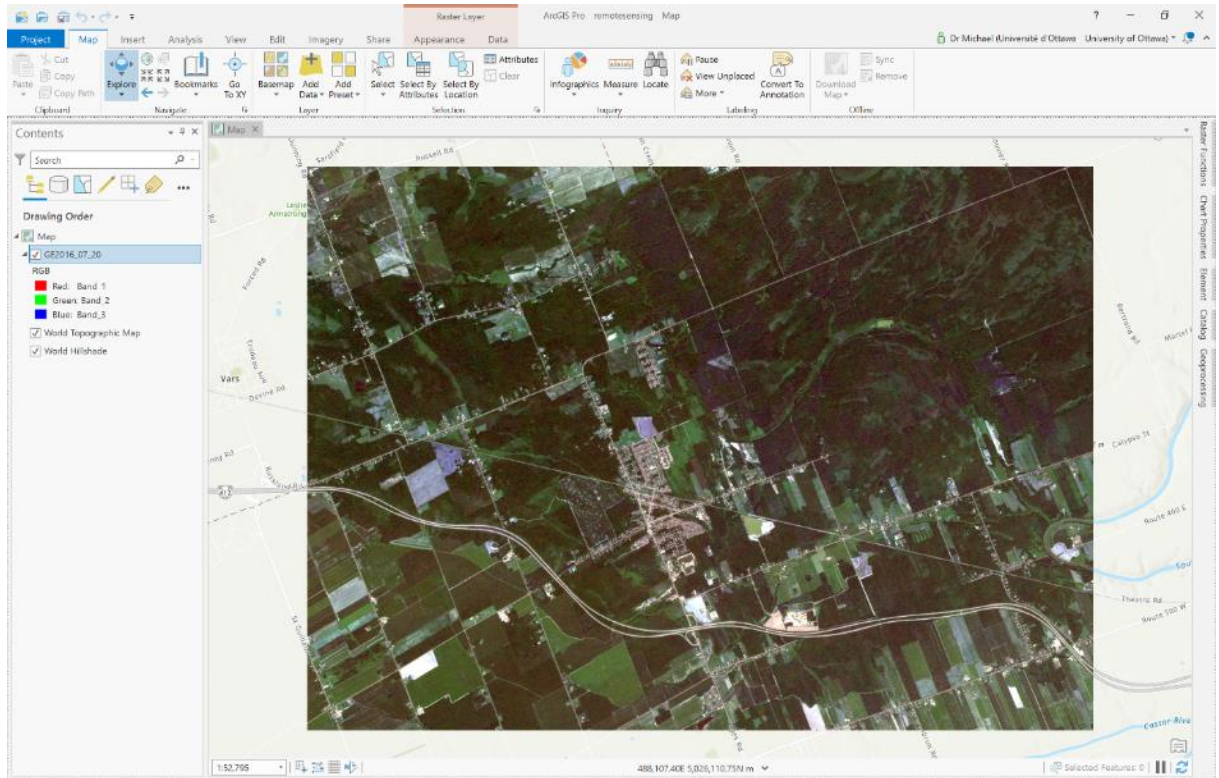 Raster Layer
ArcGIS Pro remotesensing Map
?
Project Map Insert Analysis View Edit Imagery Share Appearance Data
Dr Michael (Université d'Ottawa University of Ottawa)
Paste
Cut
Copy
Copy Path
Clipboard
Explore
Bookmarks
Go To XY
Navigate
Basemap
Add Data
Add Preset
Layer
Select
Select By Attributes
Select By Location
Attributes
Clear
Selection
Infographics
Measure
Locate
Inquiry
Pause
View Unplaced
More
Convert To Annotation
Labeling
Download Map
Sync
Remove
Offline
Contents
Search
Drawing Order
Map
GE2016_07_20
RGB
Red: Band_1
Green: Band_2
Blue: Band_3
World Topographic Map
World Hillshade
Map
Russell Rd
Forced Rd
Vars
Devine Rd
417
Bertrand Rd
Calypso St
Route 400 E
Route 500 W
1:52,795
488,107.40E 5,026,110.75N m
Selected Features: 0
Raster Functions
Chart Properties
Element
Catalog
Geoprocessing